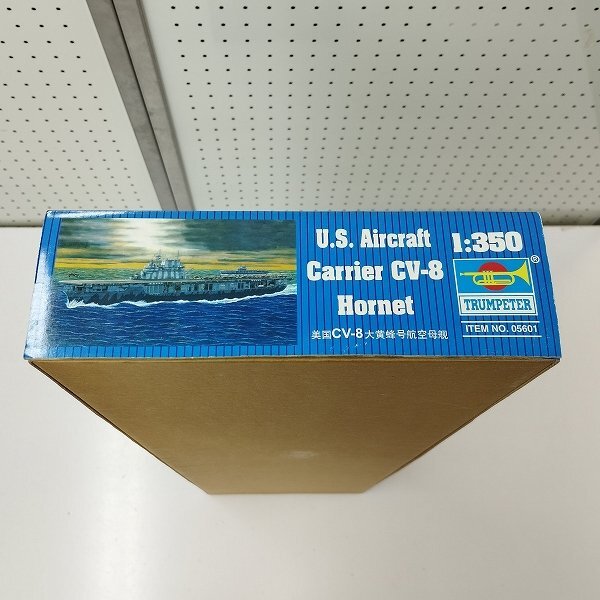 U.S. Aircraft
Carrier CV-8
Hornet
美国CV-8大黄蜂号航空母舰
1:350
®
TRUMPETER
ITEM NO. 05601